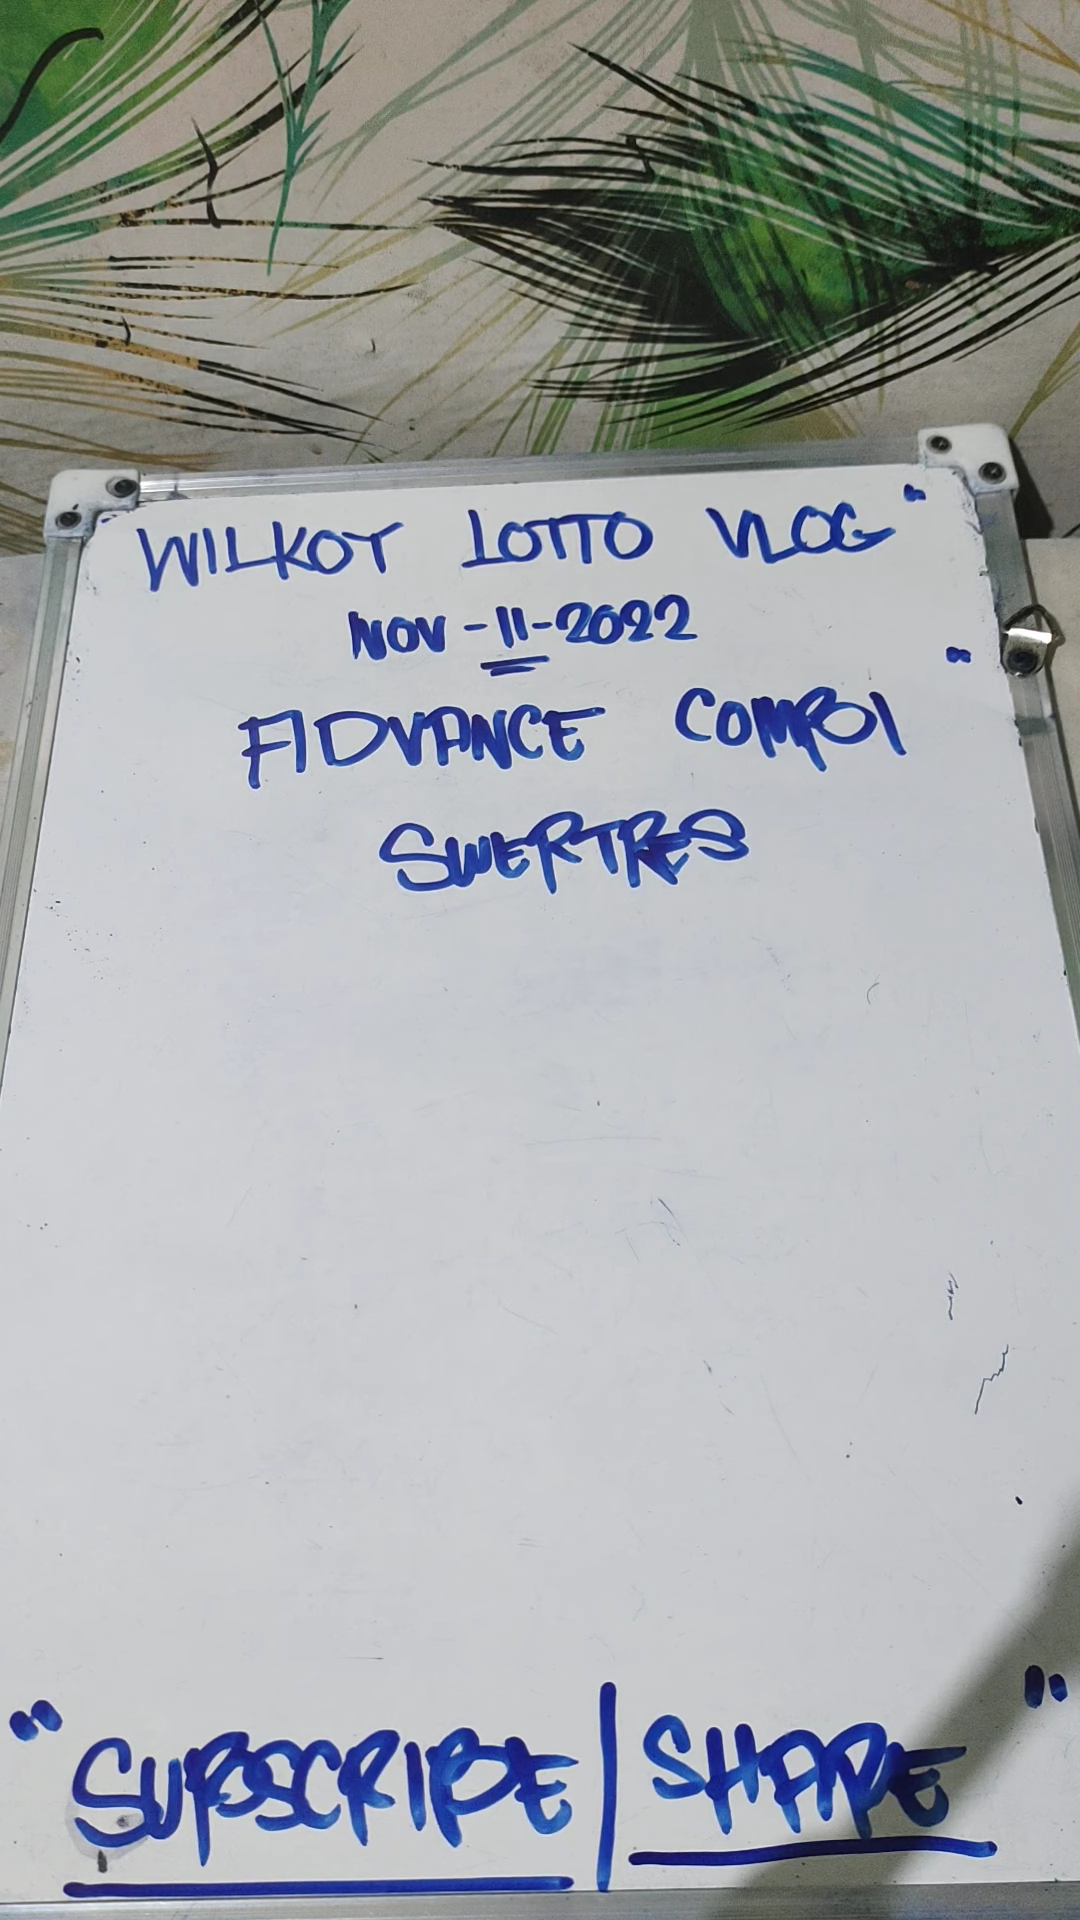 "WILKOT LOTTO VLOG"
NOV-11-2022
ADVANCE COMBI"
SWERTRES
"SUBSCRIBE/SHARE"